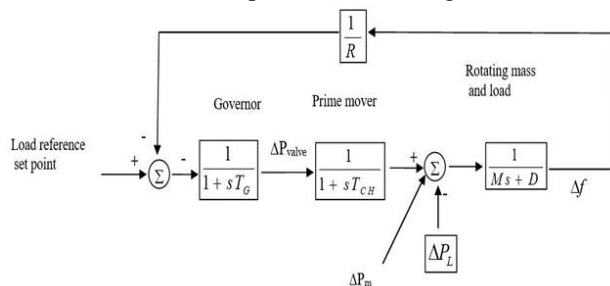 1
R
Rotating mass
and load
Governor
Prime mover
Load reference
set point
-
+
Σ
-
1
1 + sT_G
ΔP_valve
1
1 + sT_CH
+
Σ
-
1
Ms + D
Δf
ΔP_L
ΔP_m